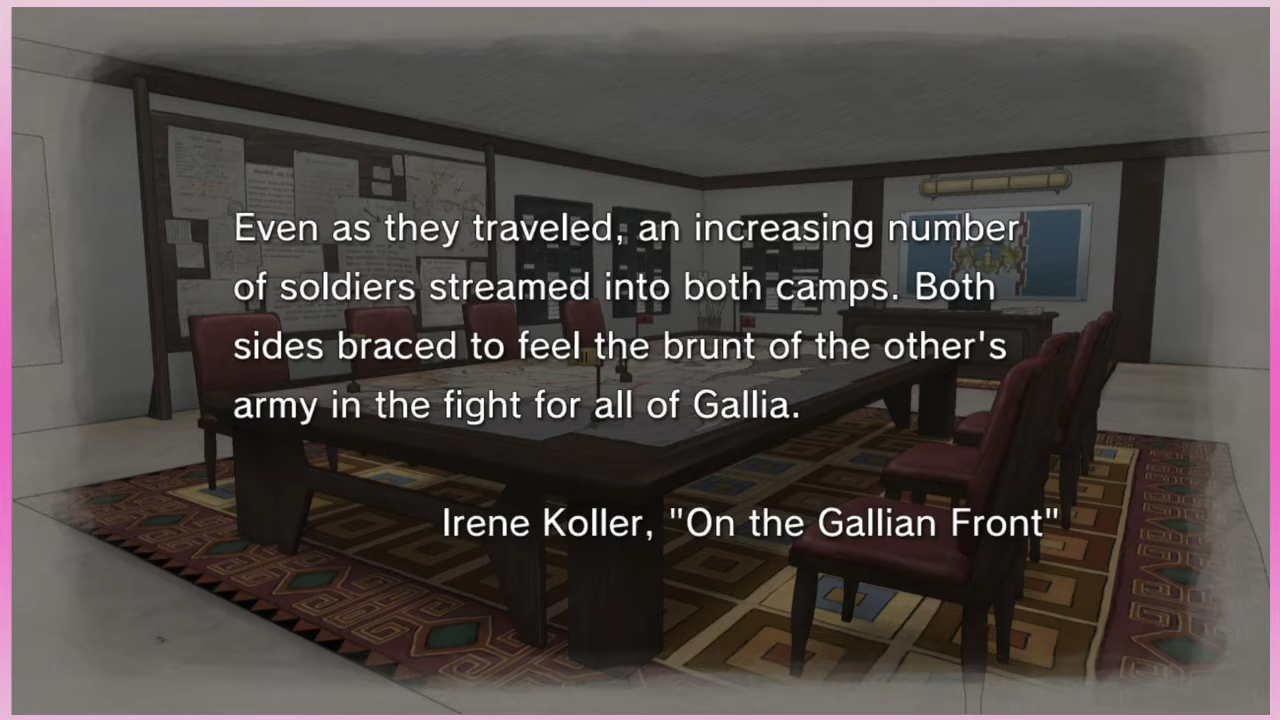 Even as they traveled, an increasing number
of soldiers streamed into both camps. Both
sides braced to feel the brunt of the other's
army in the fight for all of Gallia.
Irene Koller, "On the Gallian Front"